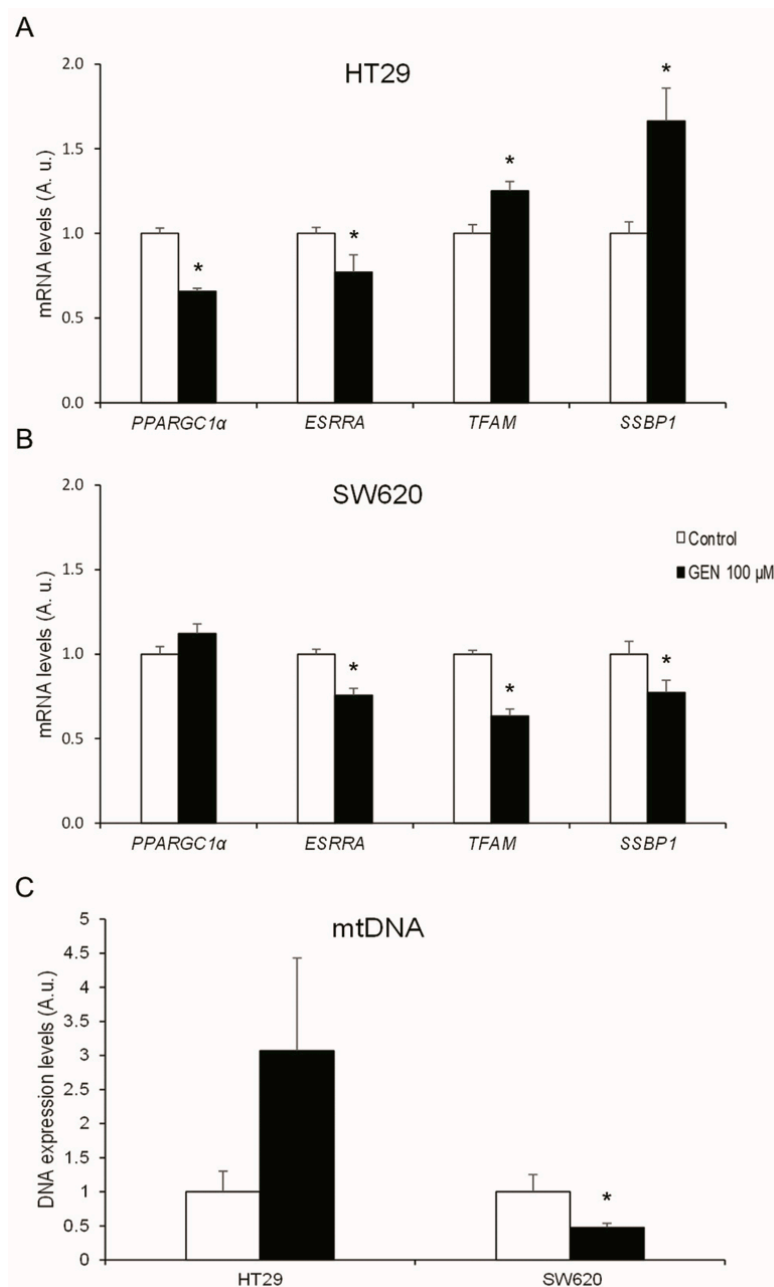 A
HT29
2.0
1.5
1.0
0.5
0.0
mRNA levels (A. u.)
*
*
*
*
PPARGC1α ESRRA TFAM SSBP1
B
SW620
2.0
1.5
1.0
0.5
0.0
mRNA levels (A. u.)
Control
GEN 100 µM
*
*
*
PPARGC1α ESRRA TFAM SSBP1
C
mtDNA
5
4.5
4
3.5
3
2.5
2
1.5
1
0.5
0
DNA expression levels (A.u.)
*
HT29 SW620